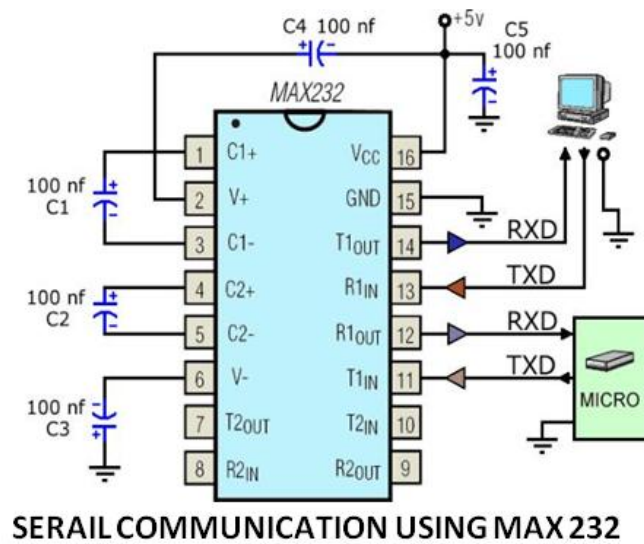 C4 100 nf
+5v
C5
100 nf
+ -
+
-
MAX232
1 C1+ VCC 16
100 nf
C1
+
-
2 V+ GND 15
3 C1- T1OUT 14 RXD
4 C2+ R1IN 13 TXD
100 nf
C2
+
-
5 C2- R1OUT 12 RXD
6 V- T1IN 11 TXD
100 nf
C3
-
+
7 T2OUT T2IN 10
MICRO
8 R2IN R2OUT 9
SERAIL COMMUNICATION USING MAX 232